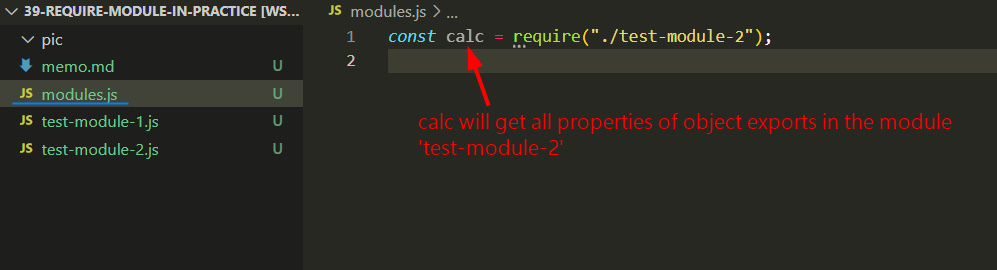 39-REQUIRE-MODULE-IN-PRACTICE [WS...
pic
memo.md U
JS modules.js U
JS test-module-1.js U
JS test-module-2.js U
JS modules.js > ...
1 const calc = require("./test-module-2");
2
calc will get all properties of object exports in the module
'test-module-2'